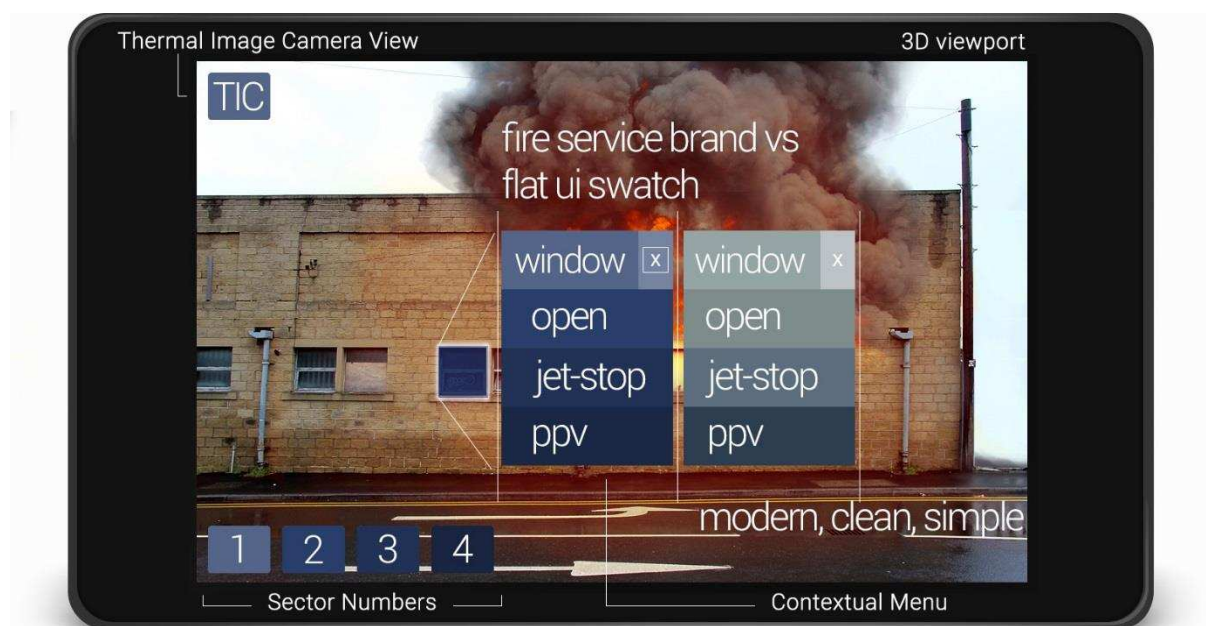 Thermal Image Camera View
3D viewport
TIC
fire service brand vs
flat ui swatch
window x
open
jet-stop
ppv
window x
open
jet-stop
ppv
modern, clean, simple
1 2 3 4
Sector Numbers
Contextual Menu